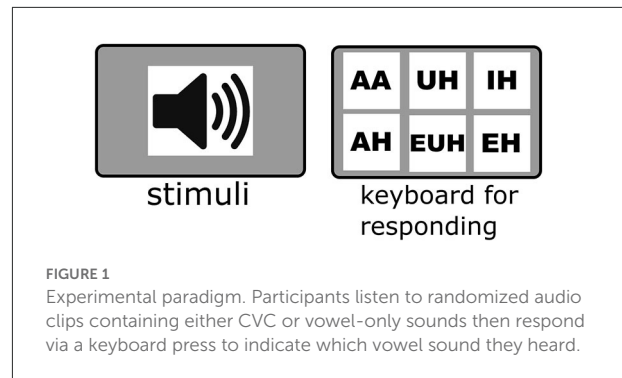 AA UH IH
AH EUH EH
stimuli
keyboard for
responding
FIGURE 1
Experimental paradigm. Participants listen to randomized audio
clips containing either CVC or vowel-only sounds then respond
via a keyboard press to indicate which vowel sound they heard.